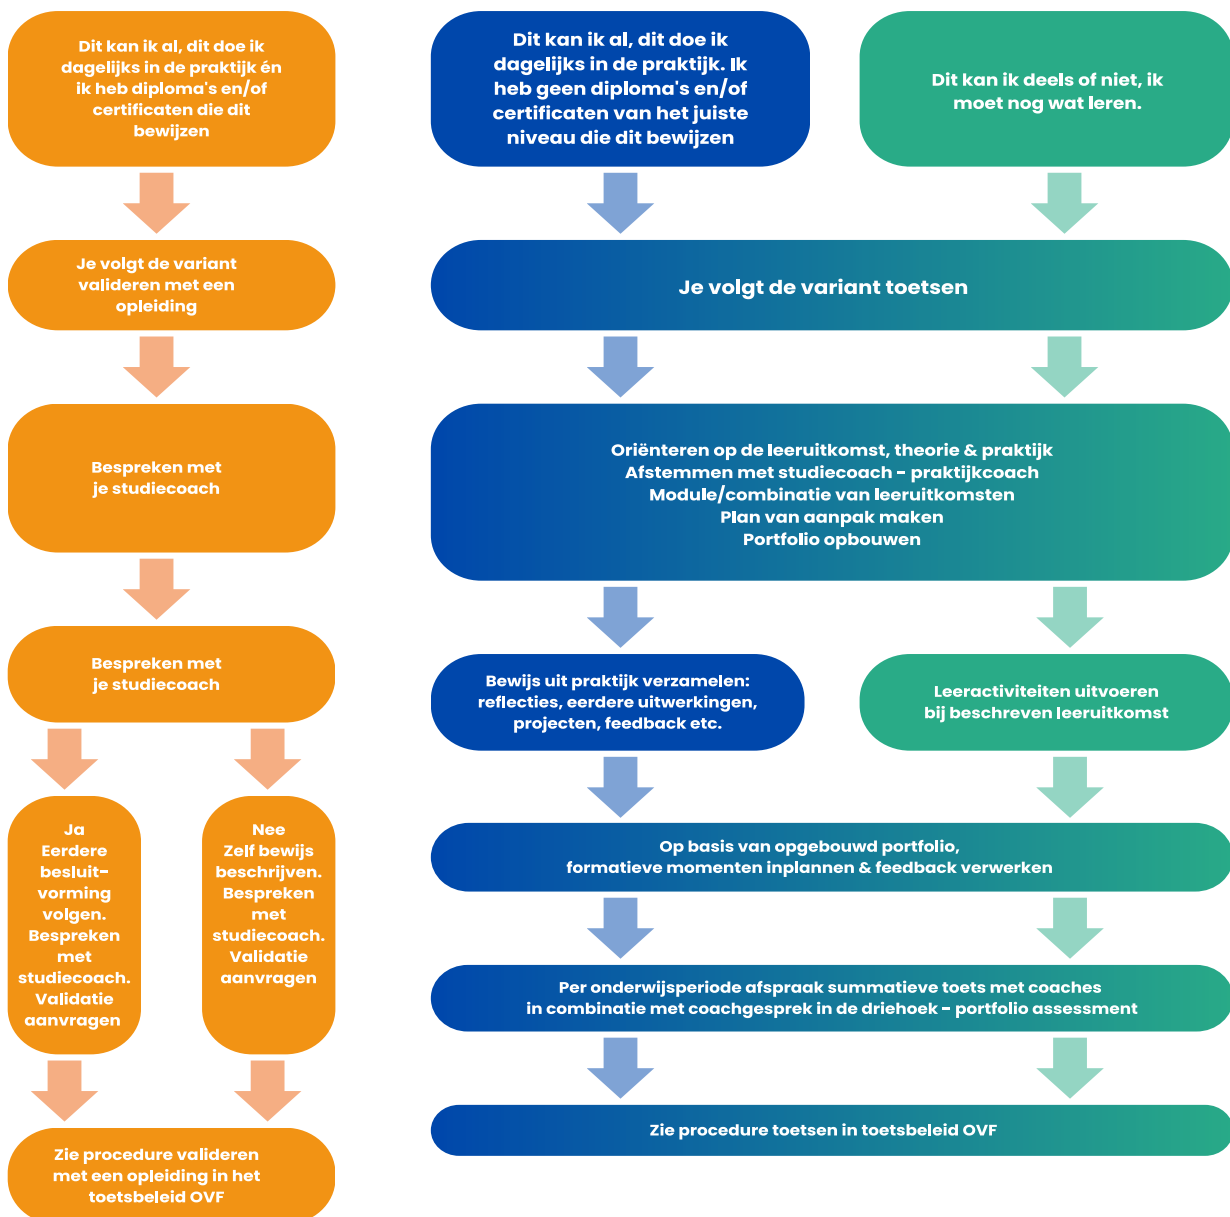 Dit kan ik al, dit doe ik
dagelijks in de praktijk én
ik heb diploma's en/of
certificaten die dit
bewijzen
Je volgt de variant
valideren met een
opleiding
Bespreken met
je studiecoach
Bespreken met
je studiecoach
Ja
Eerdere
besluit-
vorming
volgen.
Bespreken
met
studiecoach.
Validatie
aanvragen
Nee
Zelf bewijs
beschrijven.
Bespreken
met
studiecoach.
Validatie
aanvragen
Zie procedure valideren
met een opleiding in het
toetsbeleid OVF
Dit kan ik al, dit doe ik
dagelijks in de praktijk. Ik
heb geen diploma's en/of
certificaten van het juiste
niveau die dit bewijzen
Dit kan ik deels of niet, ik
moet nog wat leren.
Je volgt de variant toetsen
Oriënteren op de leeruitkomst, theorie & praktijk
Afstemmen met studiecoach - praktijkcoach
Module/combinatie van leeruitkomsten
Plan van aanpak maken
Portfolio opbouwen
Bewijs uit praktijk verzamelen:
reflecties, eerdere uitwerkingen,
projecten, feedback etc.
Leeractiviteiten uitvoeren
bij beschreven leeruitkomst
Op basis van opgebouwd portfolio,
formatieve momenten inplannen & feedback verwerken
Per onderwijsperiode afspraak summatieve toets met coaches
in combinatie met coachgesprek in de driehoek - portfolio assessment
Zie procedure toetsen in toetsbeleid OVF